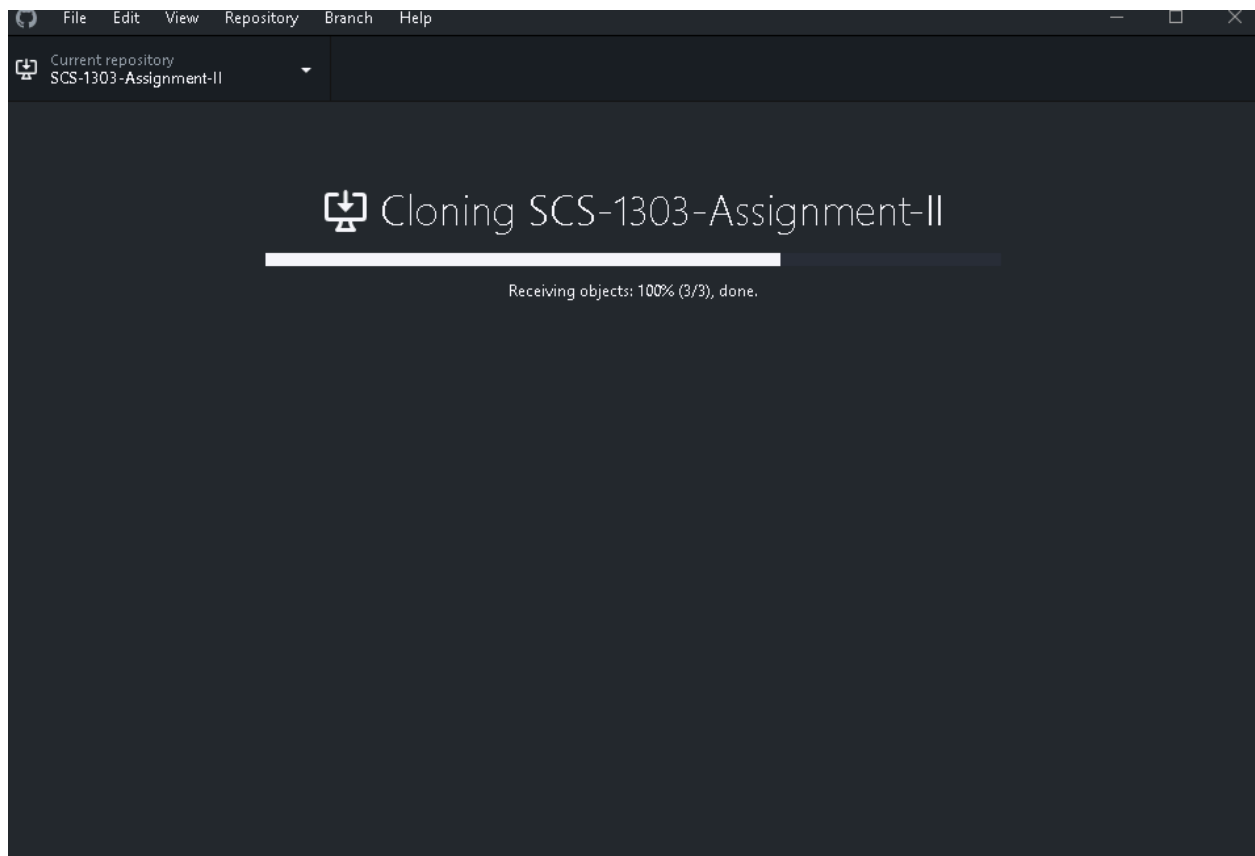 File Edit View Repository Branch Help
Current repository
SCS-1303-Assignment-II
Cloning SCS-1303-Assignment-II
Receiving objects: 100% (3/3), done.